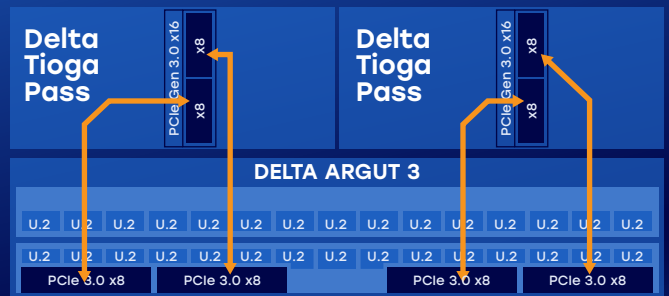 Delta
Tioga
Pass
PCIe Gen 3.0 x16
x8
x8
Delta
Tioga
Pass
PCIe Gen 3.0 x16
x8
x8
DELTA ARGUT 3
U.2 U.2 U.2 U.2 U.2 U.2 U.2 U.2 U.2 U.2 U.2 U.2 U.2 U.2 U.2
U.2 U.2 U.2 U.2 U.2 U.2 U.2 U.2 U.2 U.2 U.2 U.2 U.2 U.2 U.2
PCIe 3.0 x8 PCIe 3.0 x8 PCIe 3.0 x8 PCIe 3.0 x8